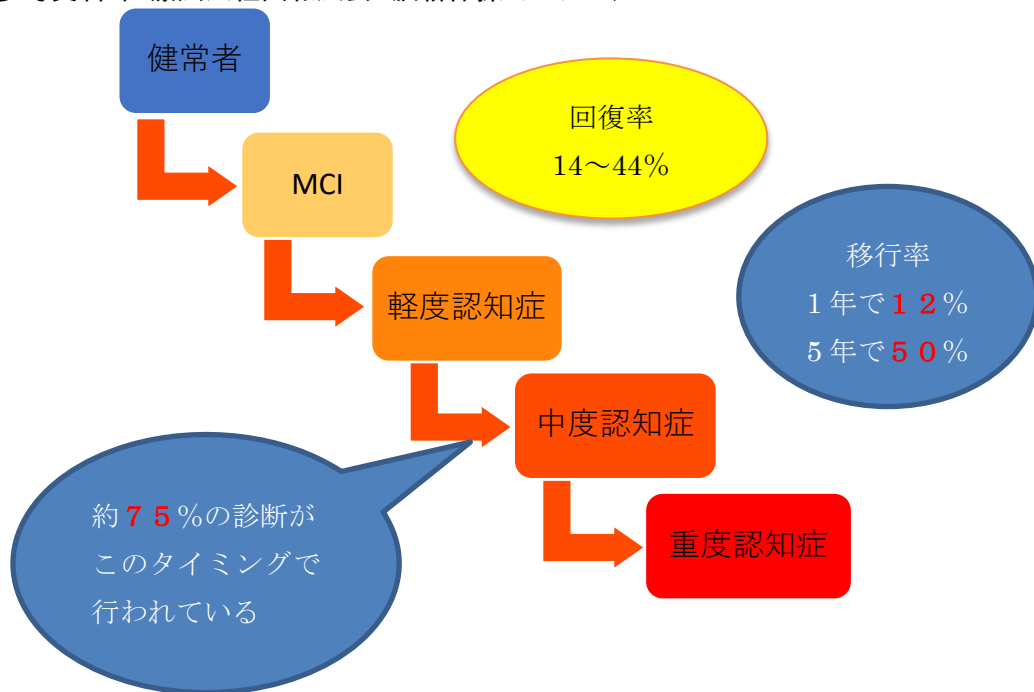 健常者
回復率
14～44%
MCI
移行率
1年で１２%
5年で５０%
軽度認知症
中度認知症
約７５%の診断が
このタイミングで
行われている
重度認知症